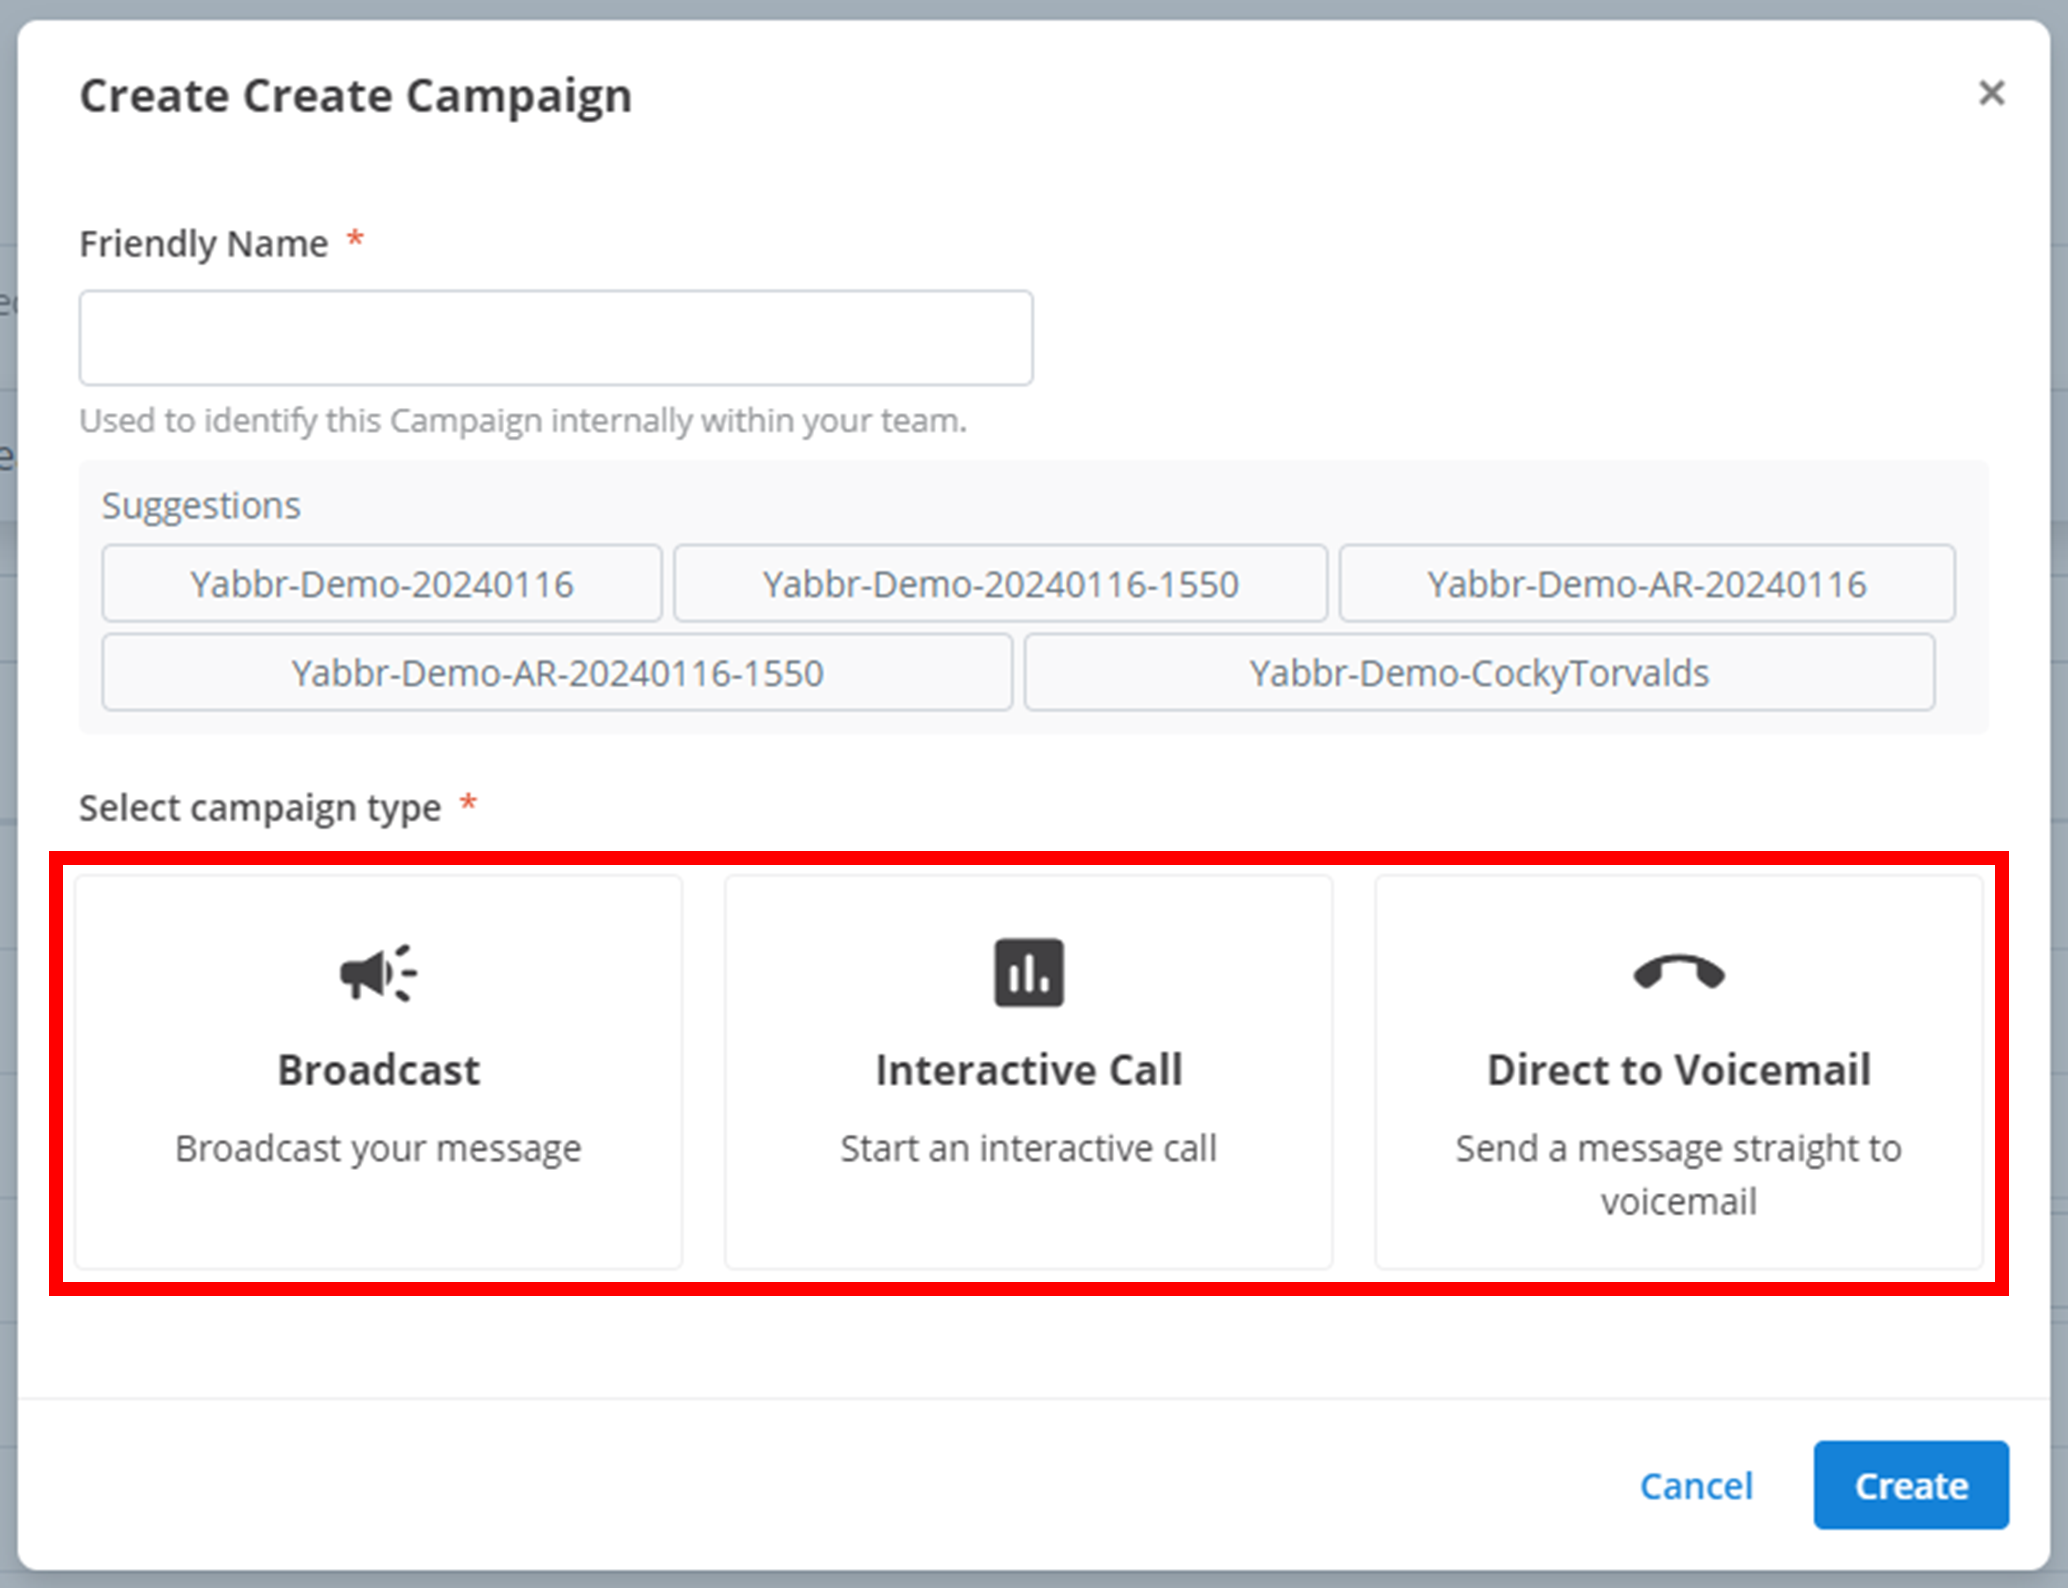 Create Create Campaign
Friendly Name *
Used to identify this Campaign internally within your team.
Suggestions
Yabbr-Demo-20240116 Yabbr-Demo-20240116-1550 Yabbr-Demo-AR-20240116
Yabbr-Demo-AR-20240116-1550 Yabbr-Demo-CockyTorvalds
Select campaign type *
Broadcast
Broadcast your message
Interactive Call
Start an interactive call
Direct to Voicemail
Send a message straight to
voicemail
Cancel Create